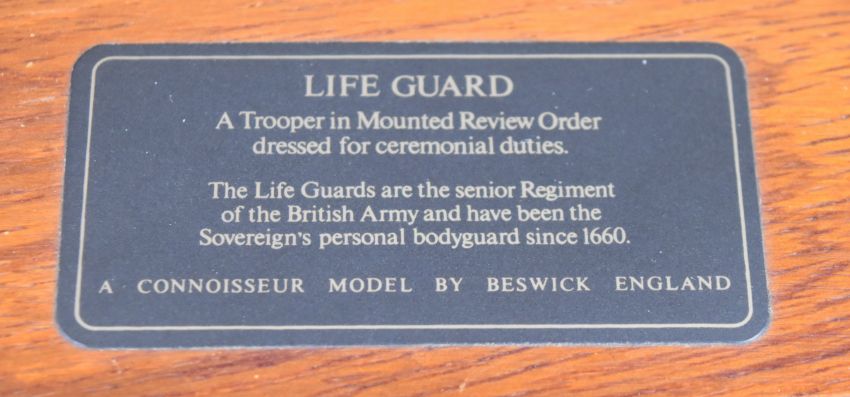 LIFE GUARD
A Trooper in Mounted Review Order
dressed for ceremonial duties.
The Life Guards are the senior Regiment
of the British Army and have been the
Sovereign's personal bodyguard since 1660.
A CONNOISSEUR MODEL BY BESWICK ENGLAND